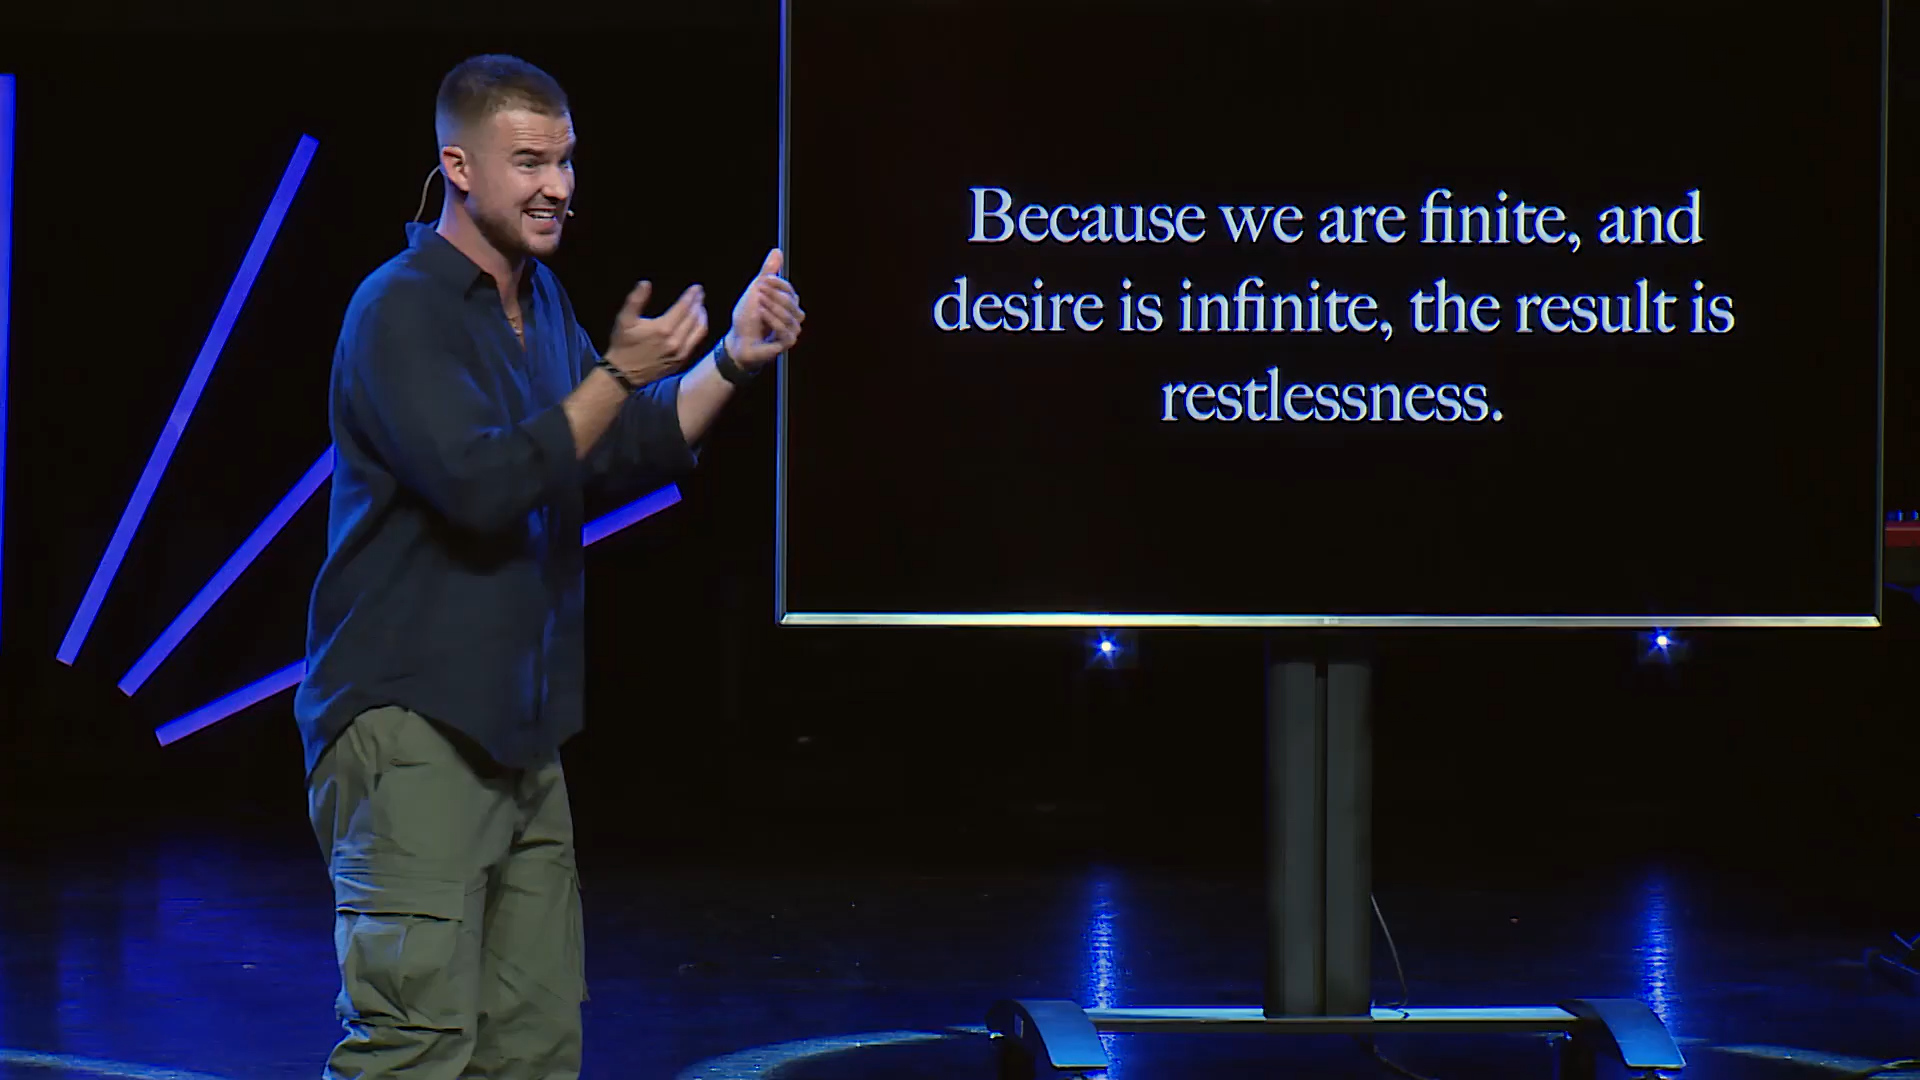 Because we are finite, and
desire is infinite, the result is
restlessness.